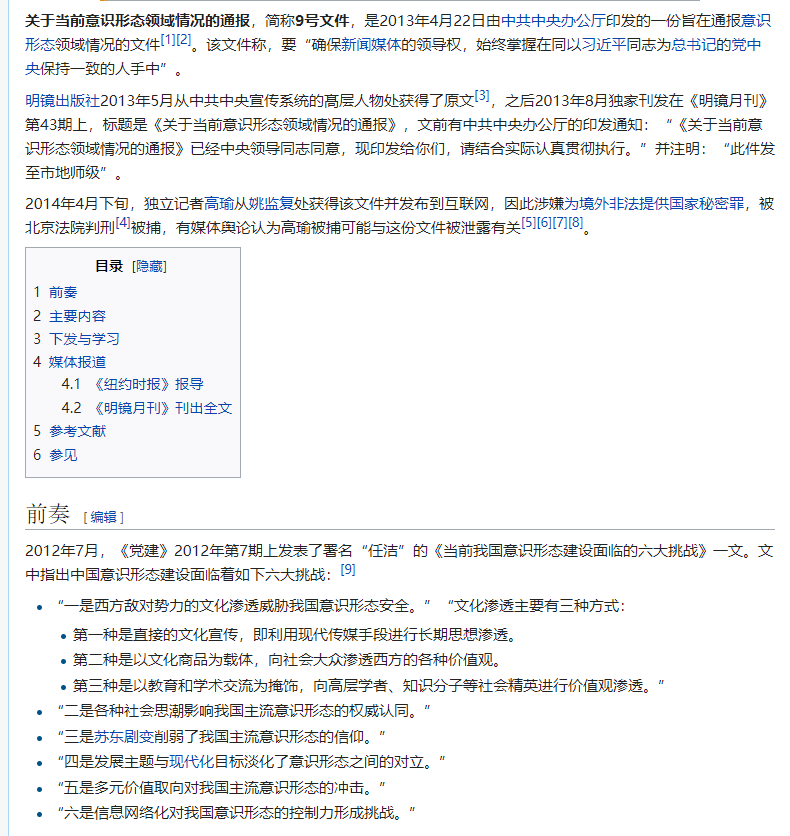 关于当前意识形态领域情况的通报，简称9号文件，是2013年4月22日由中共中央办公厅印发的一份旨在通报意识
形态领域情况的文件[1][2]。该文件称，要“确保新闻媒体的领导权，始终掌握在同以习近平同志为总书记的党中
央保持一致的人手中”。
明镜出版社2013年5月从中共中央宣传系统的高层人物处获得了原文[3]，之后2013年8月独家刊发在《明镜月刊》
第43期上，标题是《关于当前意识形态领域情况的通报》，文前有中共中央办公厅的印发通知：“《关于当前意
识形态领域情况的通报》已经中央领导同志同意，现印发给你们，请结合实际认真贯彻执行。”并注明：“此件发
至市地师级”。
2014年4月下旬，独立记者高瑜从姚监复处获得该文件并发布到互联网，因此涉嫌为境外非法提供国家秘密罪，被
北京法院判刑[4]被捕，有媒体舆论认为高瑜被捕可能与这份文件被泄露有关[5][6][7][8]。
目录 [隐藏]
1 前奏
2 主要内容
3 下发与学习
4 媒体报道
4.1 《纽约时报》报导
4.2 《明镜月刊》刊出全文
5 参考文献
6 参见
前奏 [编辑]
2012年7月，《党建》2012年第7期上发表了署名“任洁”的《当前我国意识形态建设面临的六大挑战》一文。文
中指出中国意识形态建设面临着如下六大挑战：[9]
• “一是西方敌对势力的文化渗透威胁我国意识形态安全。”“文化渗透主要有三种方式：
• 第一种是直接的文化宣传，即利用现代传媒手段进行长期思想渗透。
• 第二种是以文化商品为载体，向社会大众渗透西方的各种价值观。
• 第三种是以教育和学术交流为掩饰，向高层学者、知识分子等社会精英进行价值观渗透。”
• “二是各种社会思潮影响我国主流意识形态的权威认同。”
• “三是苏东剧变削弱了我国主流意识形态的信仰。”
• “四是发展主题与现代化目标淡化了意识形态之间的对立。”
• “五是多元价值取向对我国主流意识形态的冲击。”
• “六是信息网络化对我国意识形态的控制力形成挑战。”